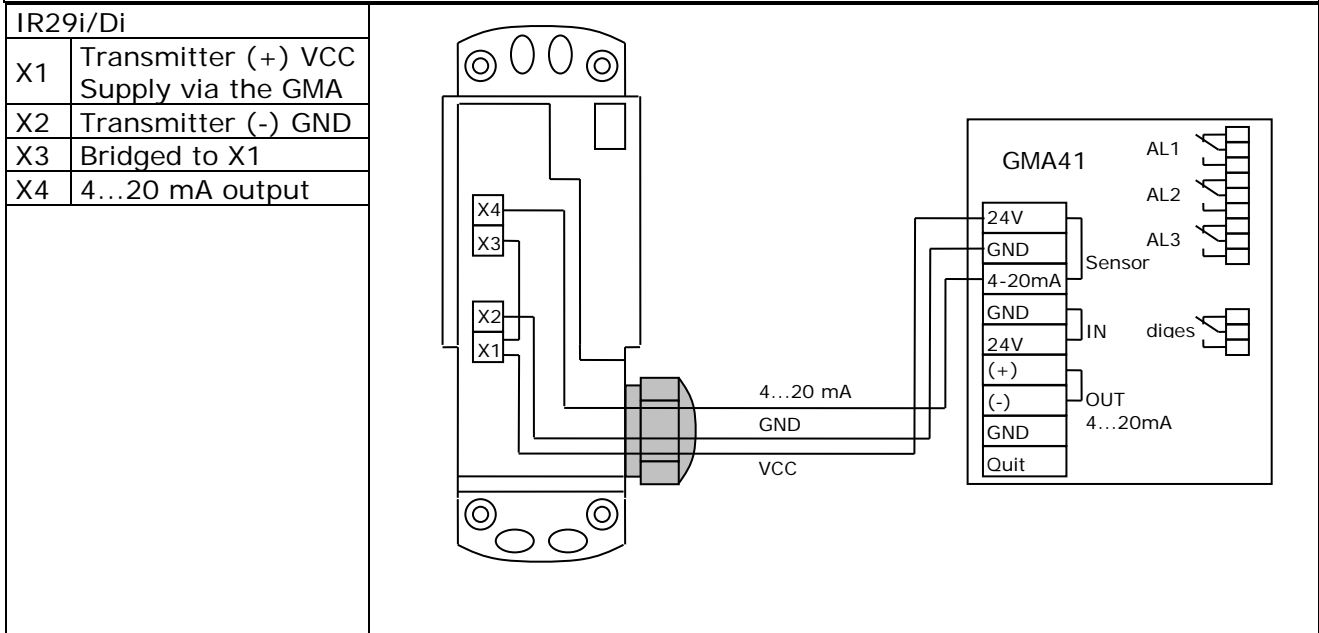 IR29i/Di
X1 Transmitter (+) VCC
Supply via the GMA
X2 Transmitter (-) GND
X3 Bridged to X1
X4 4...20 mA output
X4
X3
X2
X1
4...20 mA
GND
VCC
GMA41
24V
GND
4-20mA
Sensor
GND
24V
IN
(+)
(-)
OUT
4...20mA
GND
Quit
AL1
AL2
AL3
diges